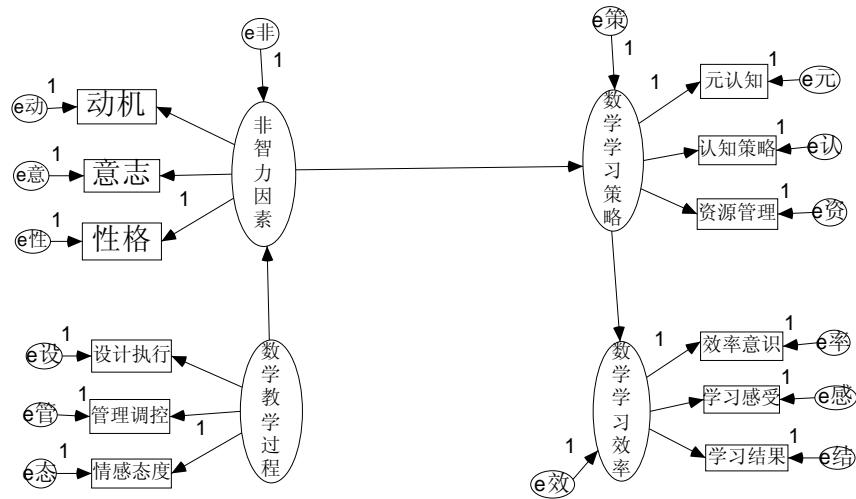 e非
1
e策
1
e动
1
动机
e意
1
意志
e性
1
性格
1
非智力因素
数学学习策略
1
元认知
1
e元
认知策略
1
e认
资源管理
1
e资
e设
1
设计执行
e管
1
管理调控
e态
1
情感态度
1
数学教学过程
数学学习效率
1
e效
1
效率意识
1
e率
学习感受
1
e感
学习结果
1
e结